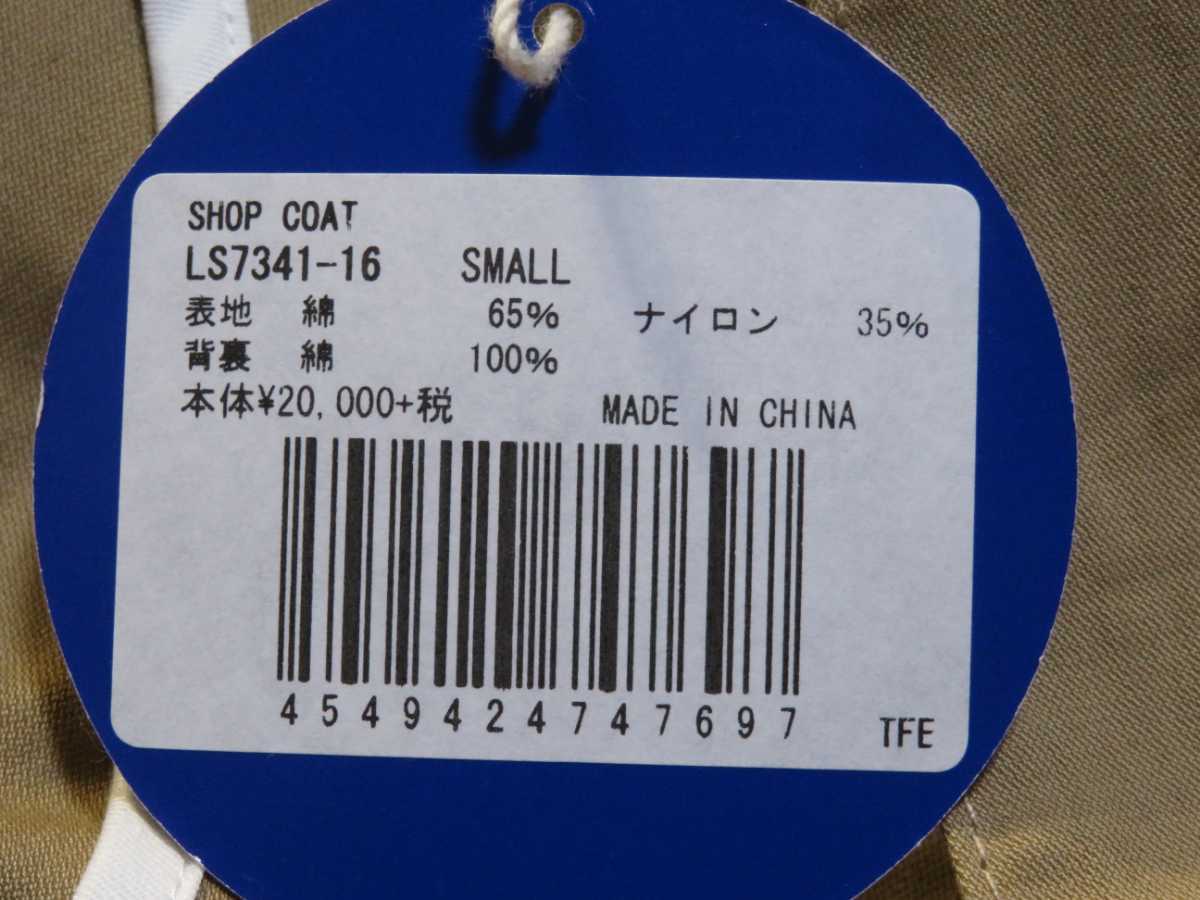 SHOP COAT
LS7341-16 SMALL
表地 綿 65% ナイロン 35%
背裏 綿 100%
本体¥20,000+税 MADE IN CHINA
4549424747697
TFE